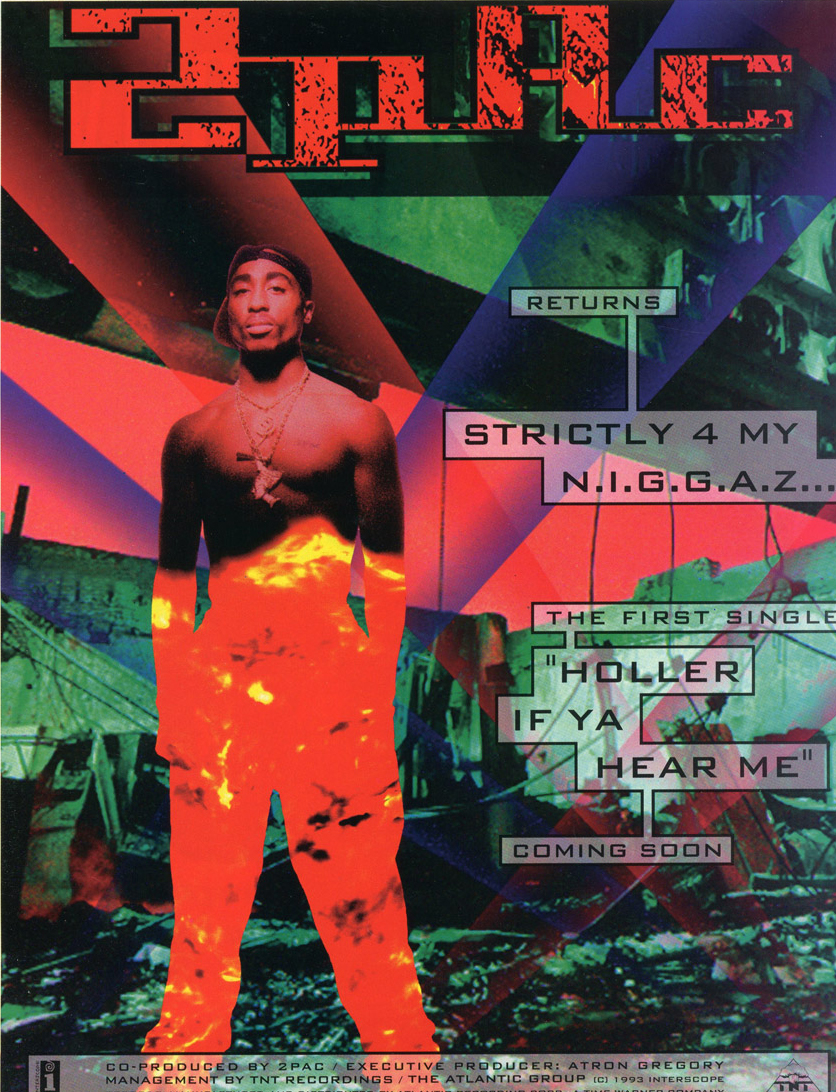 2pAc
RETURNS
STRICTLY 4 MY
N.I.G.G.A.Z...
THE FIRST SINGLE
"HOLLER
IF YA
HEAR ME"
COMING SOON
CO-PRODUCED BY 2PAC / EXECUTIVE PRODUCER: ATRON GREGORY
MANAGEMENT BY TNT RECORDINGS / THE ATLANTIC GROUP (C) 1993 INTERSCOPE
TNT